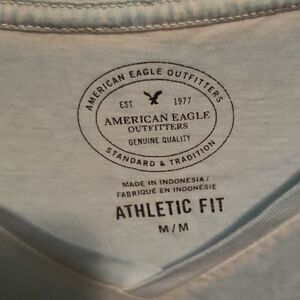 AMERICAN EAGLE OUTFITTERS
EST. 1977
AMERICAN EAGLE
OUTFITTERS
GENUINE QUALITY
STANDARD & TRADITION
MADE IN INDONESIA/
FABRIQUÉ EN INDONÉSIE
ATHLETIC FIT
M/M